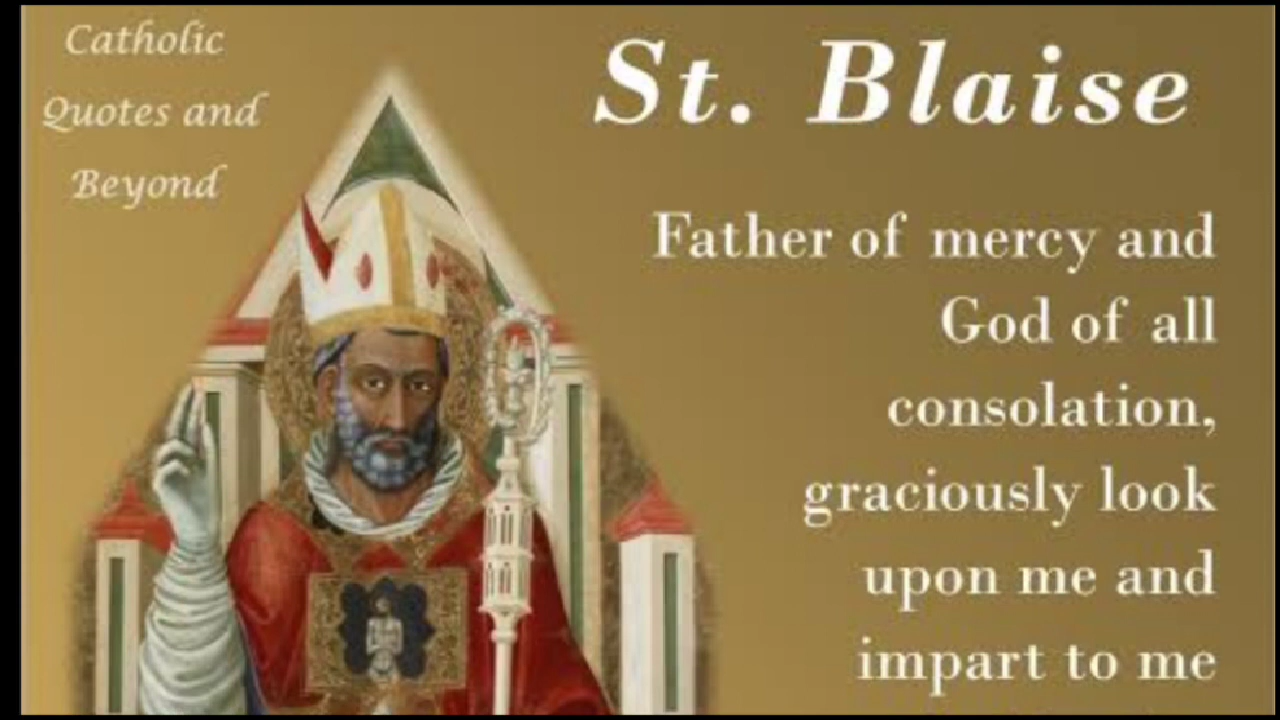 Catholic
Quotes and
Beyond
St. Blaise
Father of mercy and
God of all
consolation,
graciously look
upon me and
impart to me